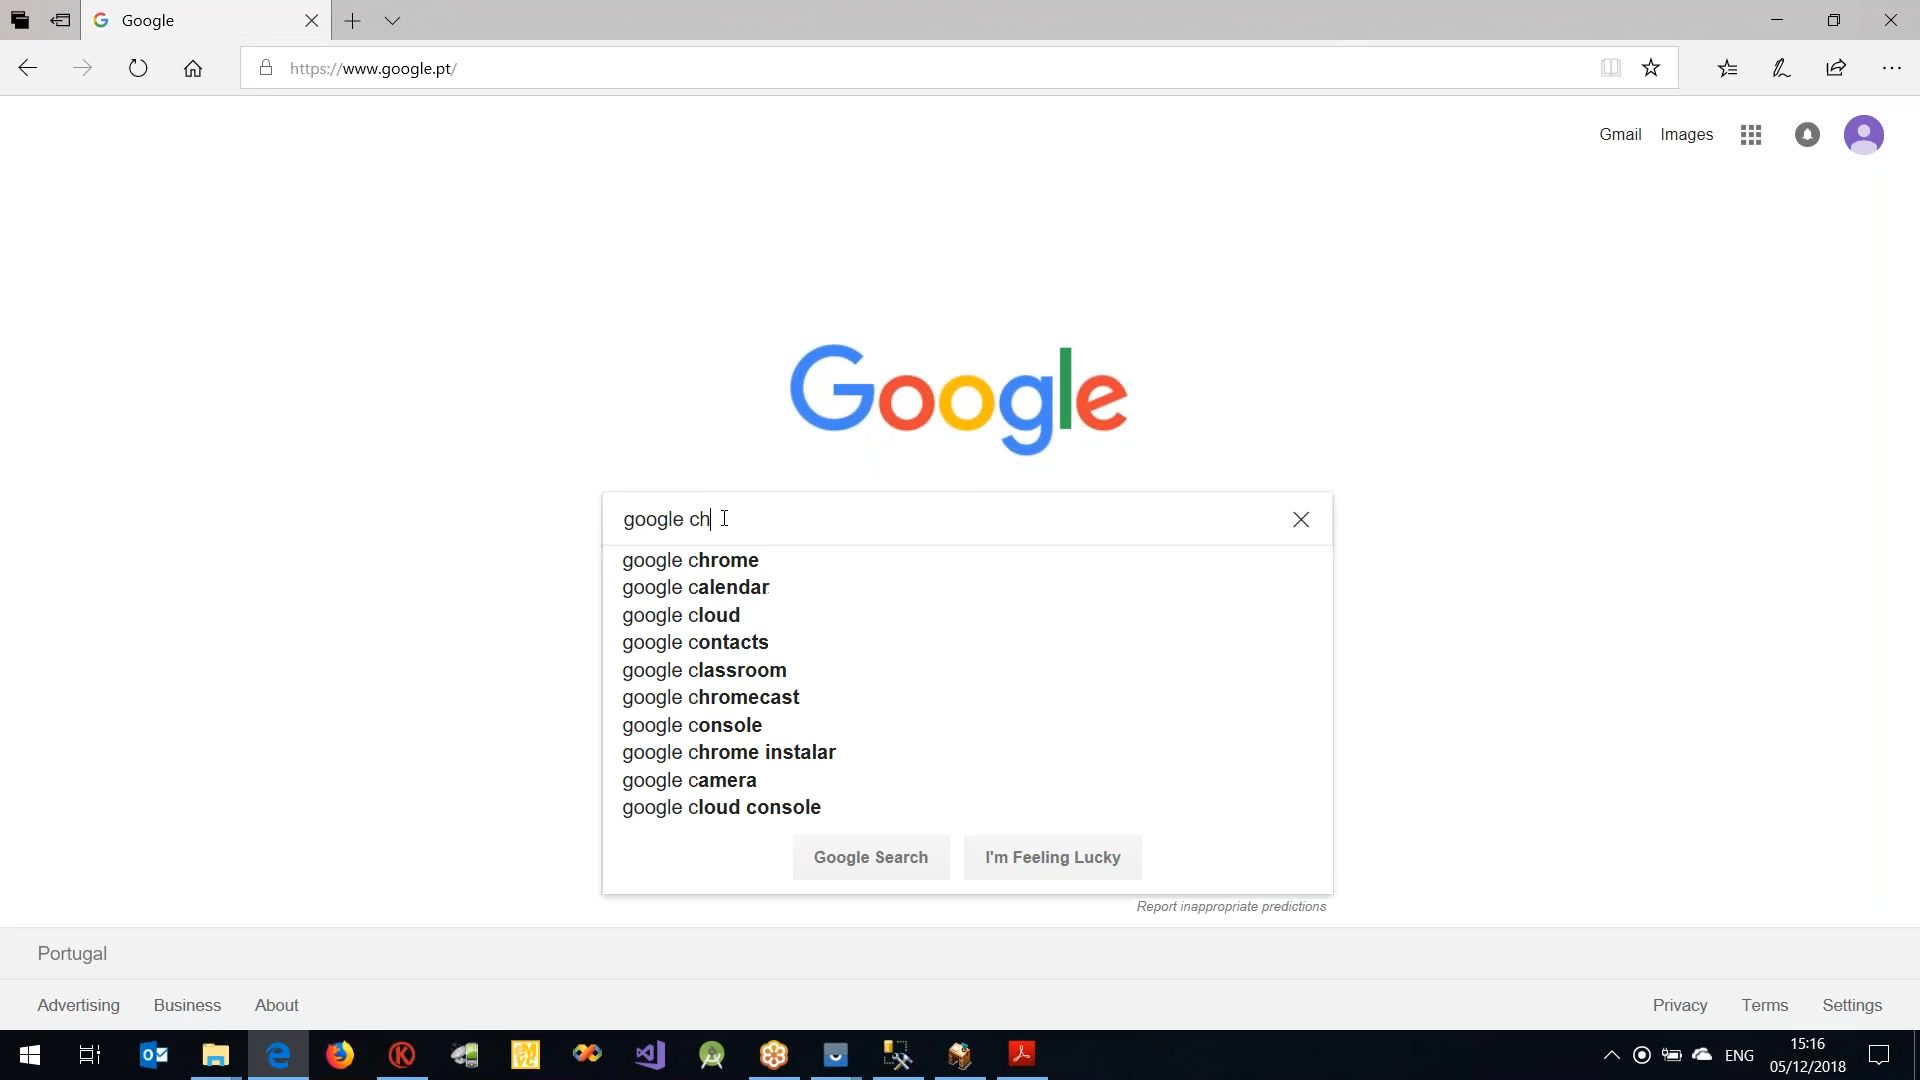 Google
https://www.google.pt/
Gmail Images
Google
google ch
google chrome
google calendar
google cloud
google contacts
google classroom
google chromecast
google console
google chrome instalar
google camera
google cloud console
Google Search I'm Feeling Lucky
Report inappropriate predictions
Portugal
Advertising Business About Privacy Terms Settings
ENG 15:16
05/12/2018